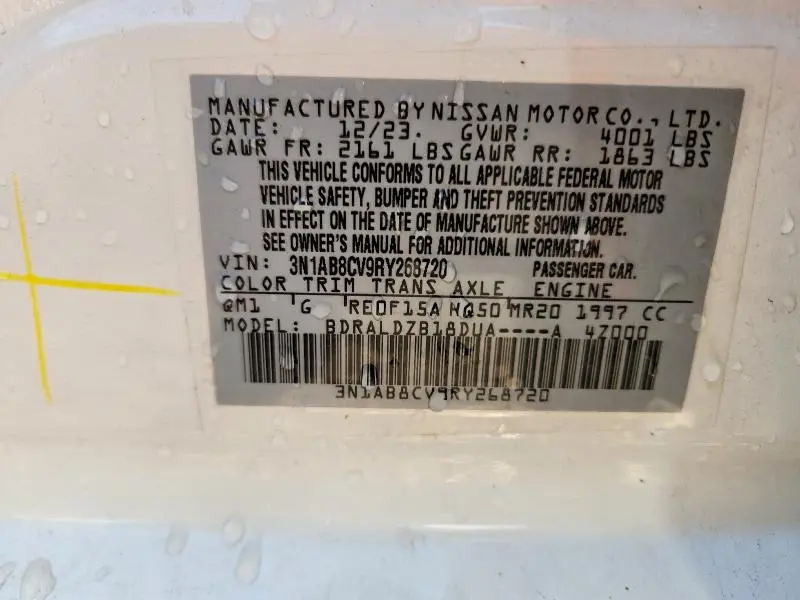 MANUFACTURED BY NISSAN MOTOR CO., LTD.
DATE: 12/23. GVWR: 4001 LBS
GAWR FR: 2161 LBS GAWR RR: 1863 LBS
THIS VEHICLE CONFORMS TO ALL APPLICABLE FEDERAL MOTOR
VEHICLE SAFETY, BUMPER AND THEFT PREVENTION STANDARDS
IN EFFECT ON THE DATE OF MANUFACTURE SHOWN ABOVE.
SEE OWNER'S MANUAL FOR ADDITIONAL INFORMATION.
VIN: 3N1AB8CV9RY268720 PASSENGER CAR.
COLOR TRIM TRANS AXLE ENGINE
QM1 G RE0F15A HQ50 MR20 1997 CC
MODEL: BDRALDZB18DUA----A 4Z000
3N1AB8CV9RY268720